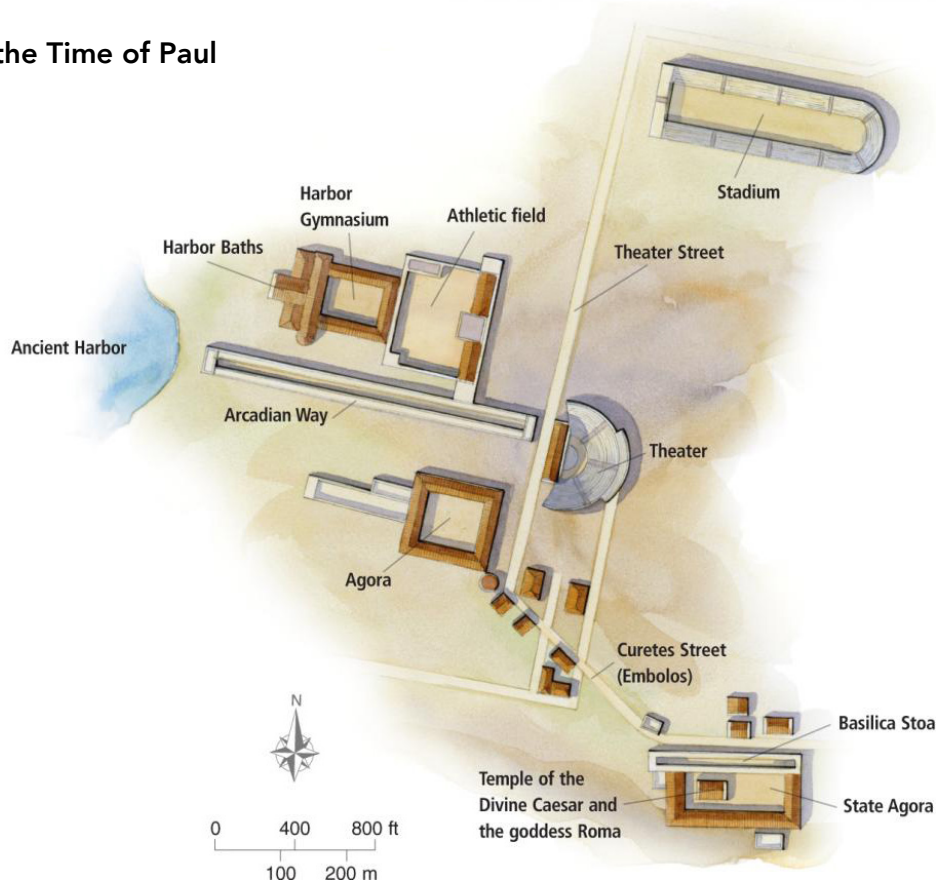 the Time of Paul
Stadium
Harbor
Gymnasium
Athletic field
Harbor Baths
Theater Street
Ancient Harbor
Arcadian Way
Theater
Agora
Curetes Street
(Embolos)
N
Basilica Stoa
Temple of the
Divine Caesar and
the goddess Roma
State Agora
0 400 800 ft
100 200 m